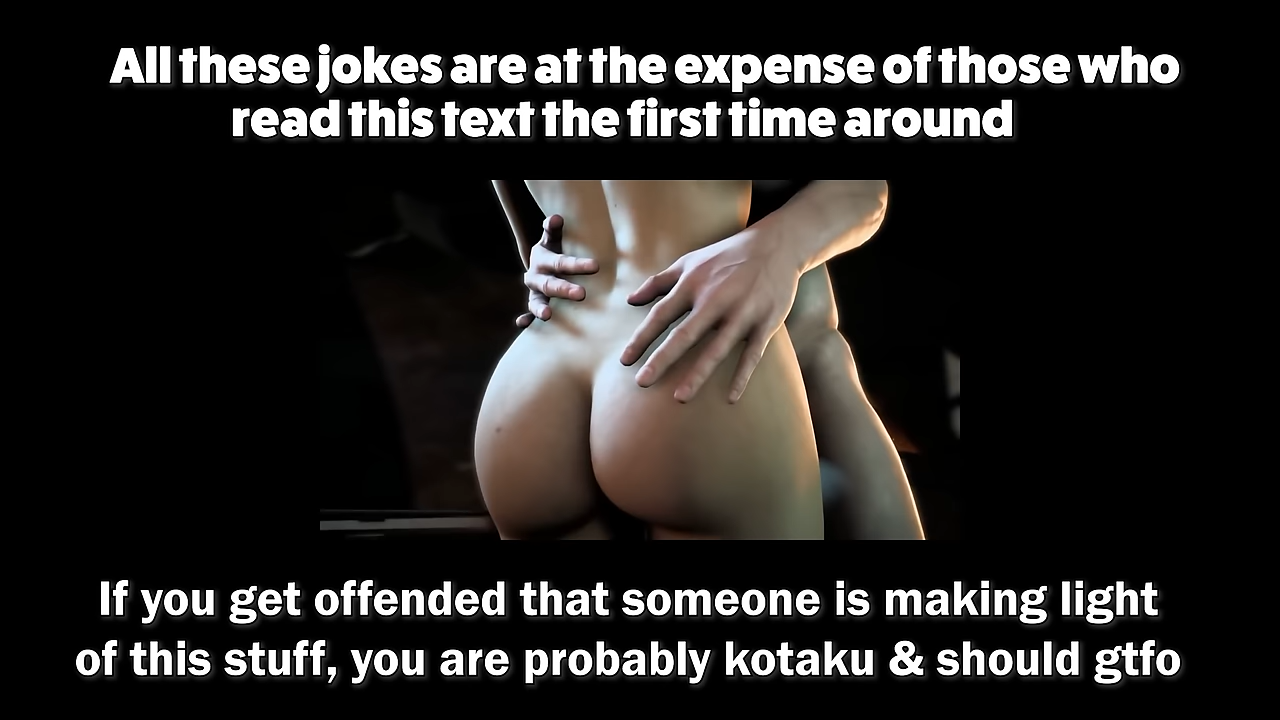 All these jokes are at the expense of those who
read this text the first time around
If you get offended that someone is making light
of this stuff, you are probably kotaku & should gtfo